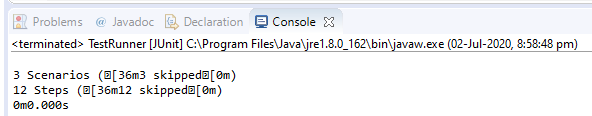 Problems @ Javadoc Declaration Console
<terminated> TestRunner [JUnit] C:\Program Files\Java\jre1.8.0_162\bin\javaw.exe (02-Jul-2020, 8:58:48 pm)
3 Scenarios (�[36m3 skipped�[0m)
12 Steps (�[36m12 skipped�[0m)
0m0.000s